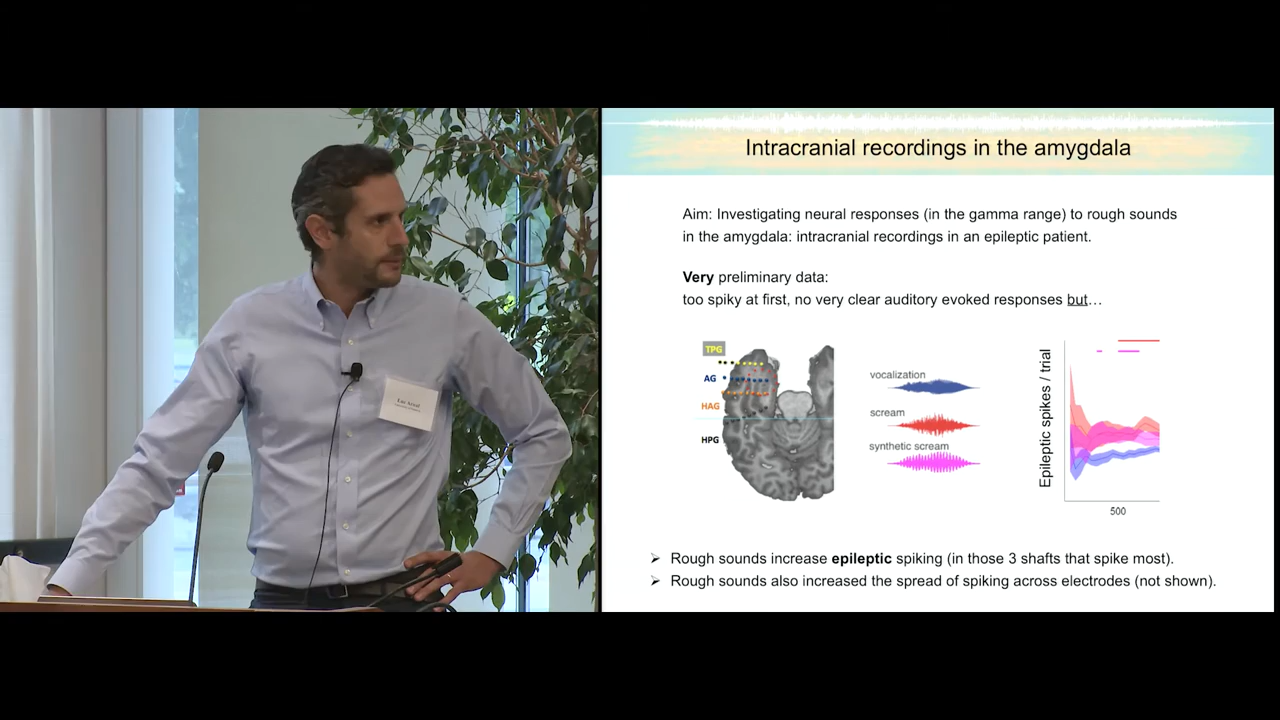 Intracranial recordings in the amygdala
Aim: Investigating neural responses (in the gamma range) to rough sounds
in the amygdala: intracranial recordings in an epileptic patient.
Very preliminary data:
too spiky at first, no very clear auditory evoked responses but…
TPG
AG
HAG
HPG
vocalization
scream
synthetic scream
Epileptic spikes / trial
500
➢ Rough sounds increase epileptic spiking (in those 3 shafts that spike most).
➢ Rough sounds also increased the spread of spiking across electrodes (not shown).
Luc Arnal